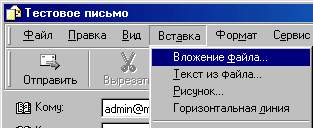 Тестовое письмо
Файл Правка Вид Вставка Формат Сервис
Вложение файла...
Текст из файла...
Рисунок...
Горизонтальная линия
Отправить Вырезать
Кому: admin@m